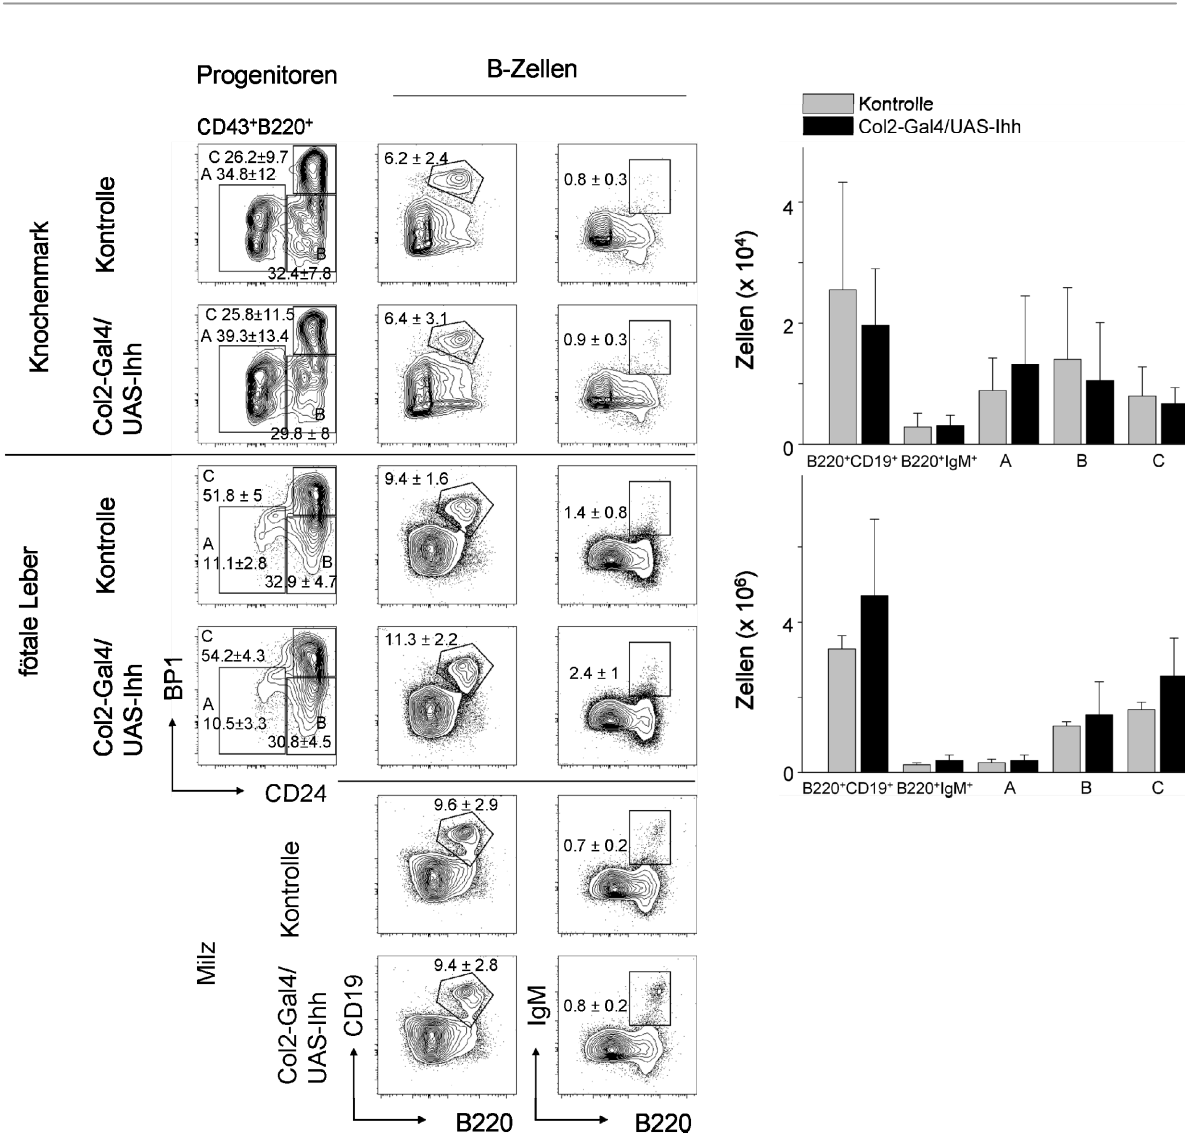 Progenitoren
B-Zellen
CD43⁺B220⁺
Knochenmark
Kontrolle
C 26.2±9.7
A 34.8±12
B
32.4±7.8
6.2 ± 2.4
0.8 ± 0.3
Col2-Gal4/
UAS-Ihh
C 25.8±11.5
A 39.3±13.4
B
29.8 ± 8
6.4 ± 3.1
0.9 ± 0.3
fötale Leber
Kontrolle
C
51.8 ± 5
A
11.1±2.8
B
32.9 ± 4.7
9.4 ± 1.6
1.4 ± 0.8
Col2-Gal4/
UAS-Ihh
C
54.2±4.3
A
10.5±3.3
B
30.8±4.5
11.3 ± 2.2
2.4 ± 1
BP1
CD24
Milz
Kontrolle
9.6 ± 2.9
0.7 ± 0.2
Col2-Gal4/
UAS-Ihh
9.4 ± 2.8
0.8 ± 0.2
CD19
B220
IgM
B220
Kontrolle
Col2-Gal4/UAS-Ihh
Zellen (x 10⁴)
4
2
0
B220⁺CD19⁺
B220⁺IgM⁺
A
B
C
Zellen (x 10⁶)
4
0
B220⁺CD19⁺
B220⁺IgM⁺
A
B
C